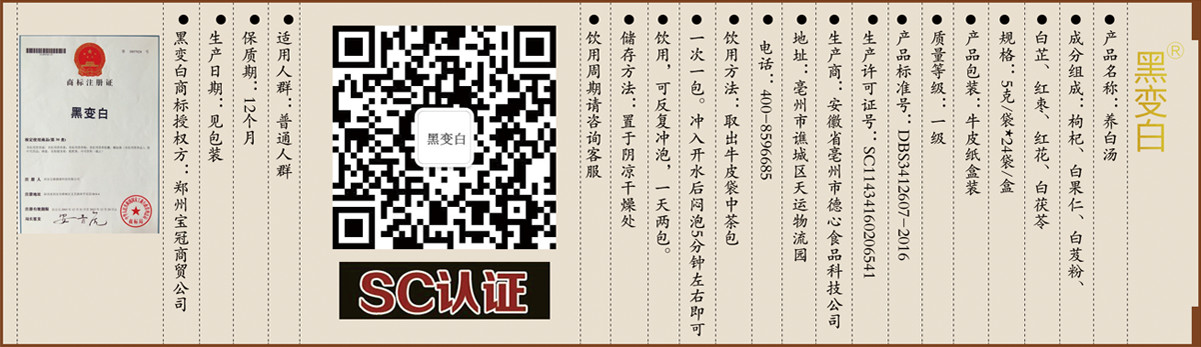 黑变白®
●产品名称：养白汤
●成分组成：枸杞、白果仁、白芨粉、
白芷、红枣、红花、白茯苓
●规格：5克/袋*24袋/盒
●产品包装：牛皮纸盒装
●质量等级：一级
●产品标准号：DBS3412607-2016
●生产许可证号：SC11434160206541
●生产商：安徽省亳州市德心食品科技公司
●地址：亳州市谯城区天运物流园
●电话：400-8596685
●饮用方法：取出牛皮袋中茶包
●一次一包。冲入开水后闷泡5分钟左右即可
●饮用，可反复冲泡，一天两包。
●储存方法：置于阴凉干燥处
●饮用周期请咨询客服
黑变白
SC认证
●适用人群：普通人群
●保质期：12个月
●生产日期：见包装
●黑变白商标授权方：郑州宝冠商贸公司
商标注册证
黑变白